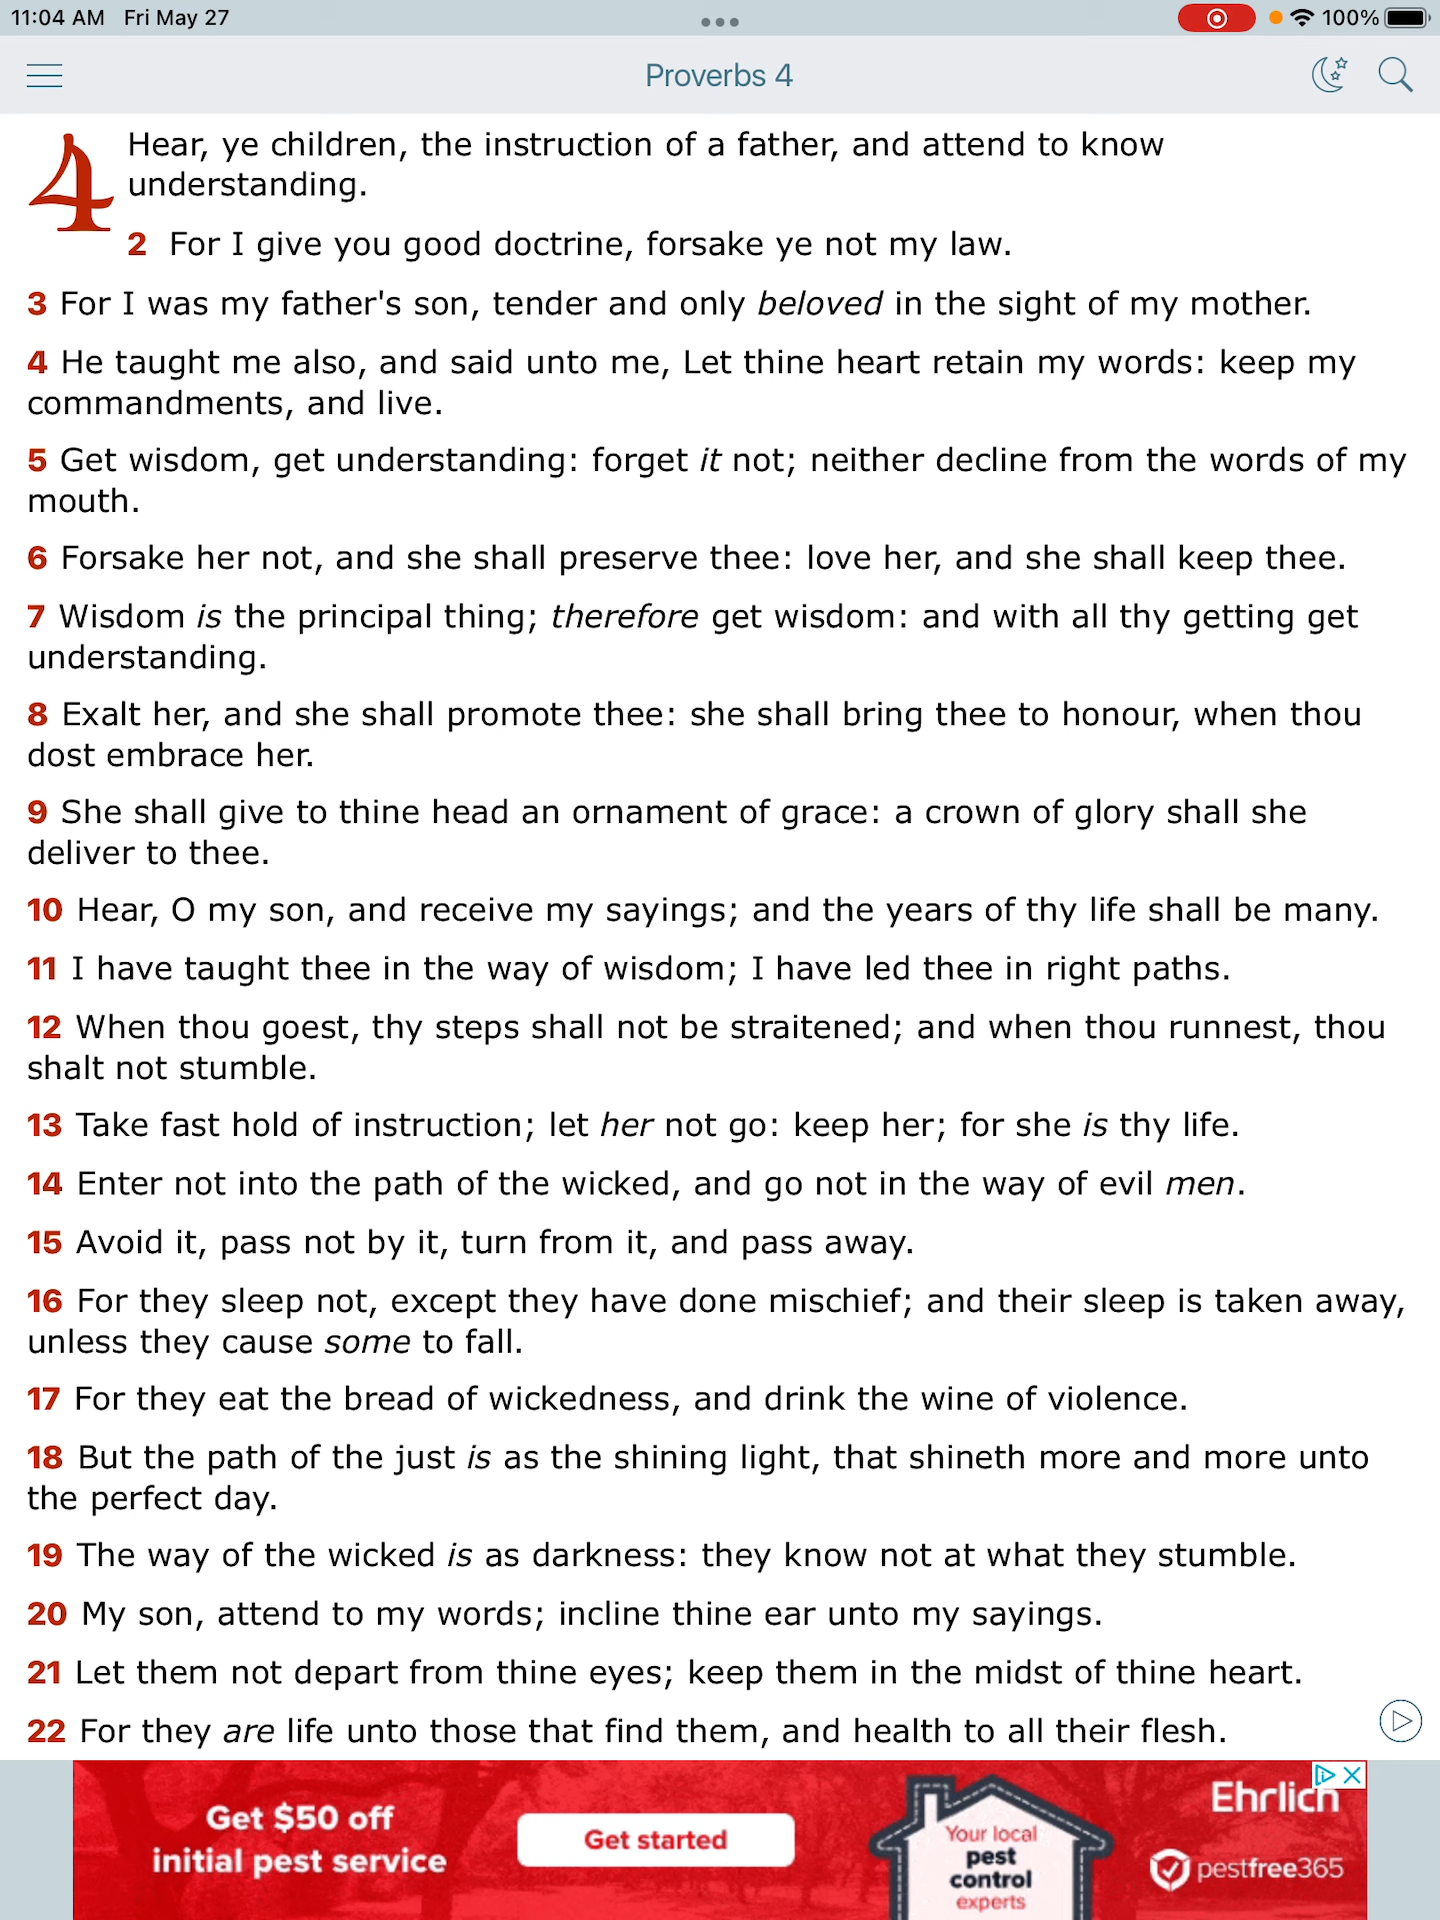 11:04 AM Fri May 27
100%
Proverbs 4
4 Hear, ye children, the instruction of a father, and attend to know
understanding.
2 For I give you good doctrine, forsake ye not my law.
3 For I was my father's son, tender and only beloved in the sight of my mother.
4 He taught me also, and said unto me, Let thine heart retain my words: keep my
commandments, and live.
5 Get wisdom, get understanding: forget it not; neither decline from the words of my
mouth.
6 Forsake her not, and she shall preserve thee: love her, and she shall keep thee.
7 Wisdom is the principal thing; therefore get wisdom: and with all thy getting get
understanding.
8 Exalt her, and she shall promote thee: she shall bring thee to honour, when thou
dost embrace her.
9 She shall give to thine head an ornament of grace: a crown of glory shall she
deliver to thee.
10 Hear, O my son, and receive my sayings; and the years of thy life shall be many.
11 I have taught thee in the way of wisdom; I have led thee in right paths.
12 When thou goest, thy steps shall not be straitened; and when thou runnest, thou
shalt not stumble.
13 Take fast hold of instruction; let her not go: keep her; for she is thy life.
14 Enter not into the path of the wicked, and go not in the way of evil men.
15 Avoid it, pass not by it, turn from it, and pass away.
16 For they sleep not, except they have done mischief; and their sleep is taken away,
unless they cause some to fall.
17 For they eat the bread of wickedness, and drink the wine of violence.
18 But the path of the just is as the shining light, that shineth more and more unto
the perfect day.
19 The way of the wicked is as darkness: they know not at what they stumble.
20 My son, attend to my words; incline thine ear unto my sayings.
21 Let them not depart from thine eyes; keep them in the midst of thine heart.
22 For they are life unto those that find them, and health to all their flesh.
Get $50 off
initial pest service
Get started
Your local
pest
control
experts
Ehrlich
pestfree365